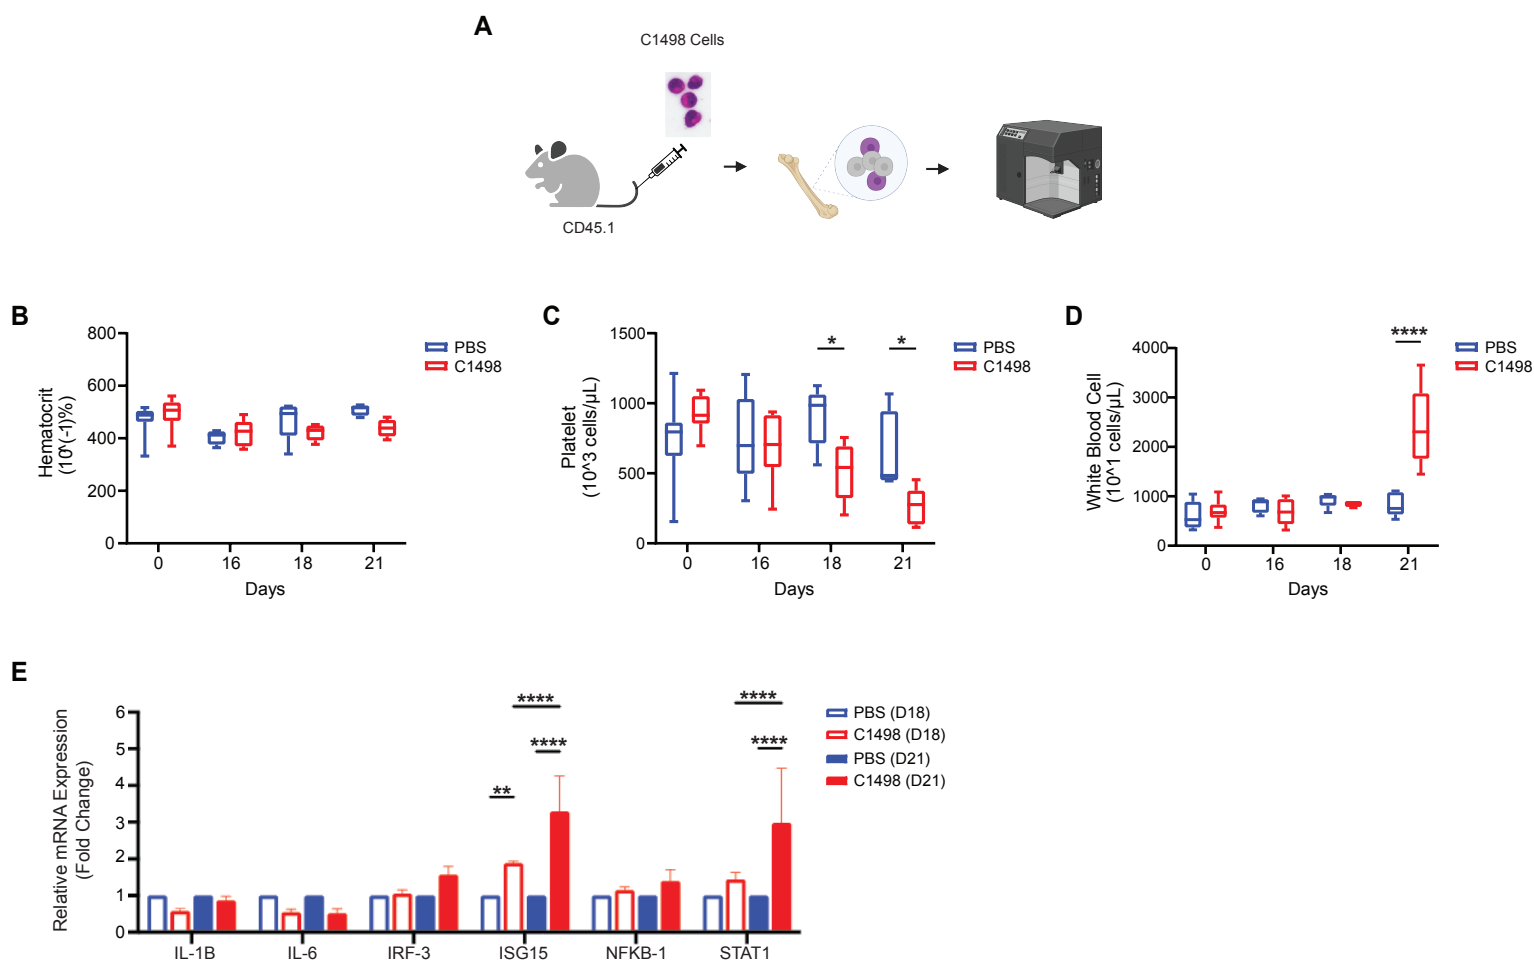 A
C1498 Cells
CD45.1
B
Hematocrit
(10^(-1)%)
800
600
400
200
0
0 16 18 21
Days
PBS
C1498
C
Platelet
(10^3 cells/µL)
1500
1000
500
0
* *
0 16 18 21
Days
PBS
C1498
D
White Blood Cell
(10^1 cells/µL)
4000
3000
2000
1000
0
****
0 16 18 21
Days
PBS
C1498
E
Relative mRNA Expression
(Fold Change)
6
5
4
3
2
1
0
**** ****
**** ****
**
IL-1B IL-6 IRF-3 ISG15 NFKB-1 STAT1
PBS (D18)
C1498 (D18)
PBS (D21)
C1498 (D21)